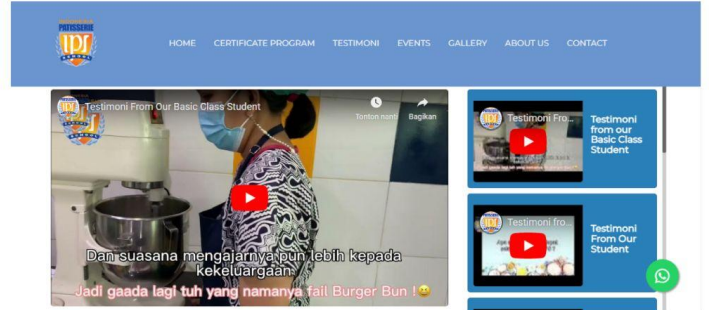 PATISSERIE
IPS
HOME CERTIFICATE PROGRAM TESTIMONI EVENTS GALLERY ABOUT US CONTACT
Testimoni From Our Basic Class Student
Tonton nanti Bagikan
Dan suasana mengajarnya pun lebih kepada
kekeluargaan
Jadi gaada lagi tuh yang namanya fail Burger Bun !
Testimoni Fro...
Testimoni
from our
Basic Class
Student
Testimoni fro...
Testimoni
From Our
Student